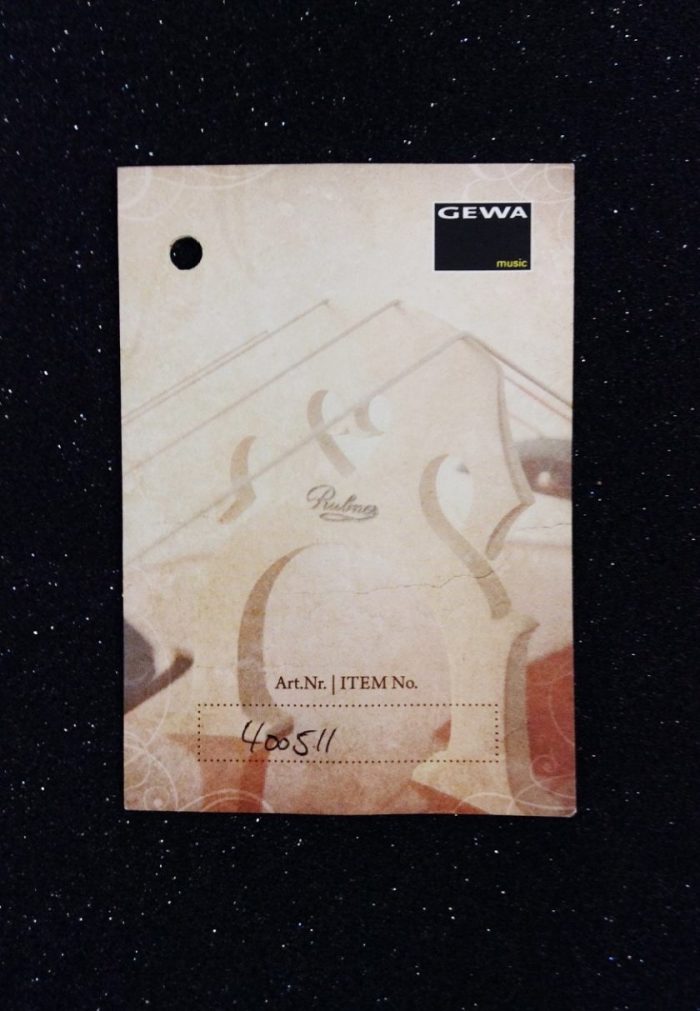 GEWA
music
Rubner
Art.Nr. | ITEM No.
400511